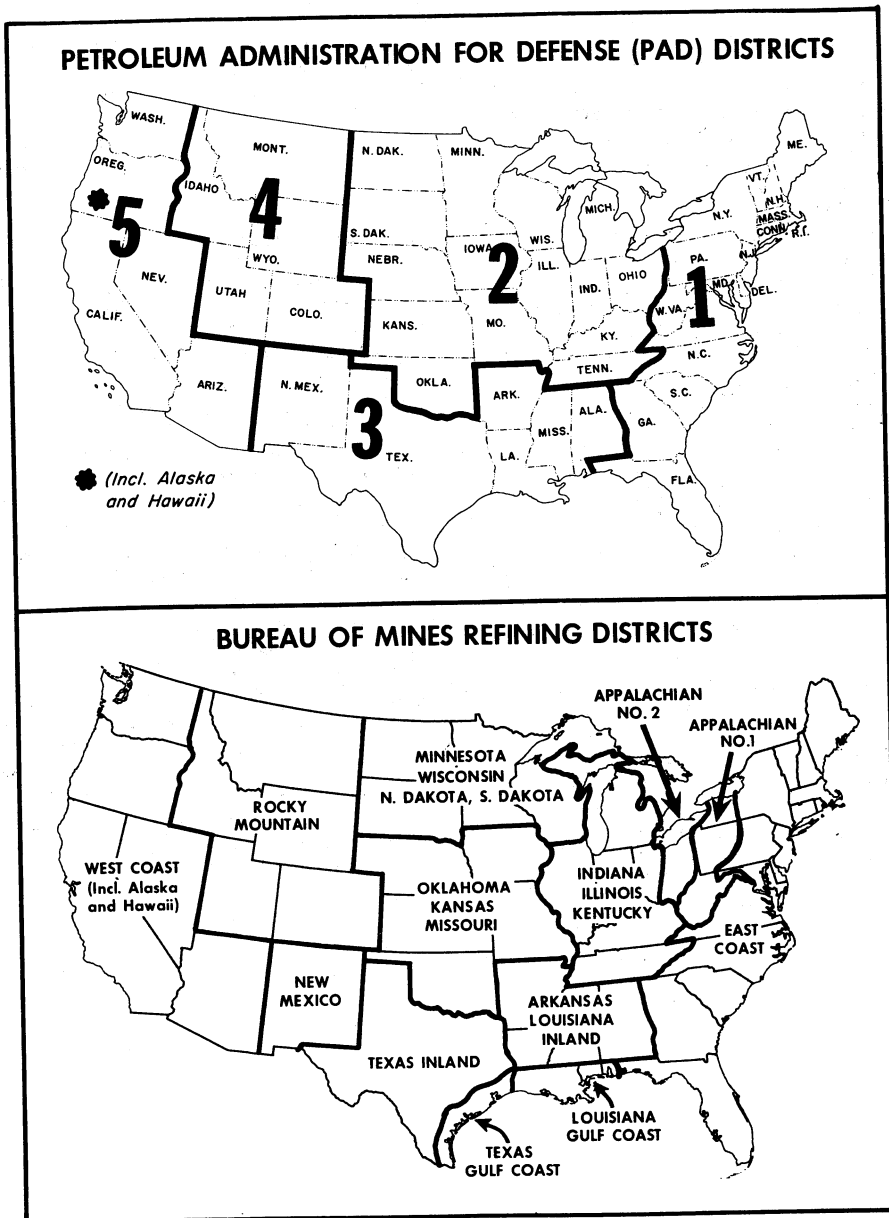 PETROLEUM ADMINISTRATION FOR DEFENSE (PAD) DISTRICTS
WASH.
OREG.
5
CALIF.
NEV.
ARIZ.
IDAHO
MONT.
4
WYO.
UTAH
COLO.
N. DAK.
MINN.
S. DAK.
NEBR.
IOWA
2
WIS.
ILL.
MICH.
IND.
OHIO
KANS.
MO.
KY.
TENN.
OKLA.
N. MEX.
3
TEX.
ARK.
LA.
MISS.
ALA.
ME.
VT.
N.H.
MASS.
CONN.
R.I.
N.Y.
PA.
N.J.
MD.
DEL.
W. VA.
1
N.C.
S.C.
GA.
FLA.
(Incl. Alaska
and Hawaii)
BUREAU OF MINES REFINING DISTRICTS
APPALACHIAN
NO. 2
APPALACHIAN
NO.1
MINNESOTA
WISCONSIN
N. DAKOTA, S. DAKOTA
ROCKY
MOUNTAIN
WEST COAST
(Incl. Alaska
and Hawaii)
OKLAHOMA
KANSAS
MISSOURI
INDIANA
ILLINOIS
KENTUCKY
EAST
COAST
NEW
MEXICO
ARKANSAS
LOUISIANA
INLAND
TEXAS INLAND
LOUISIANA
GULF COAST
TEXAS
GULF COAST